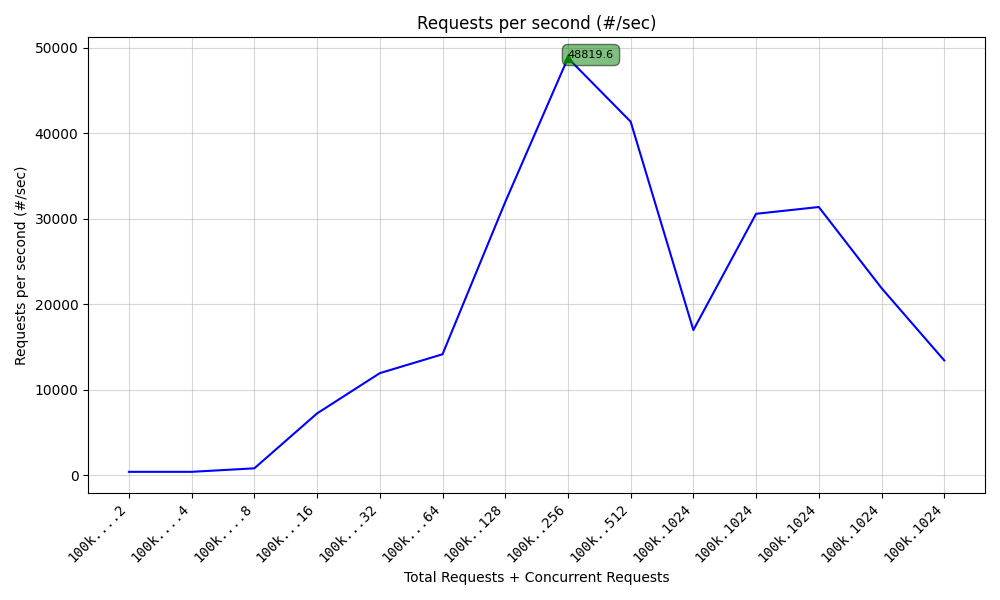 Requests per second (#/sec)
50000
40000
30000
20000
10000
0
Requests per second (#/sec)
48819.6
100k....2
100k....4
100k....8
100k...16
100k...32
100k...64
100k..128
100k..256
100k..512
100k.1024
100k.1024
100k.1024
100k.1024
100k.1024
Total Requests + Concurrent Requests